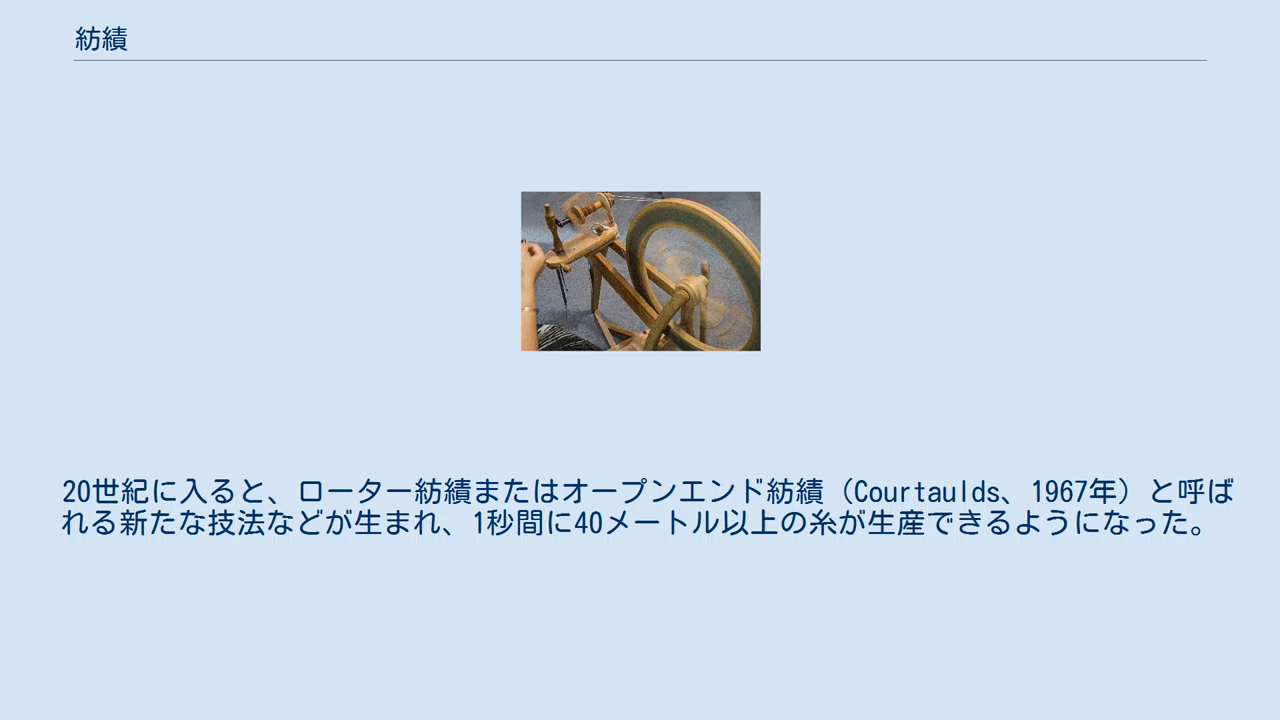 紡績
20世紀に入ると、ローター紡績またはオープンエンド紡績（Courtaulds、1967年）と呼ば
れる新たな技法などが生まれ、1秒間に40メートル以上の糸が生産できるようになった。